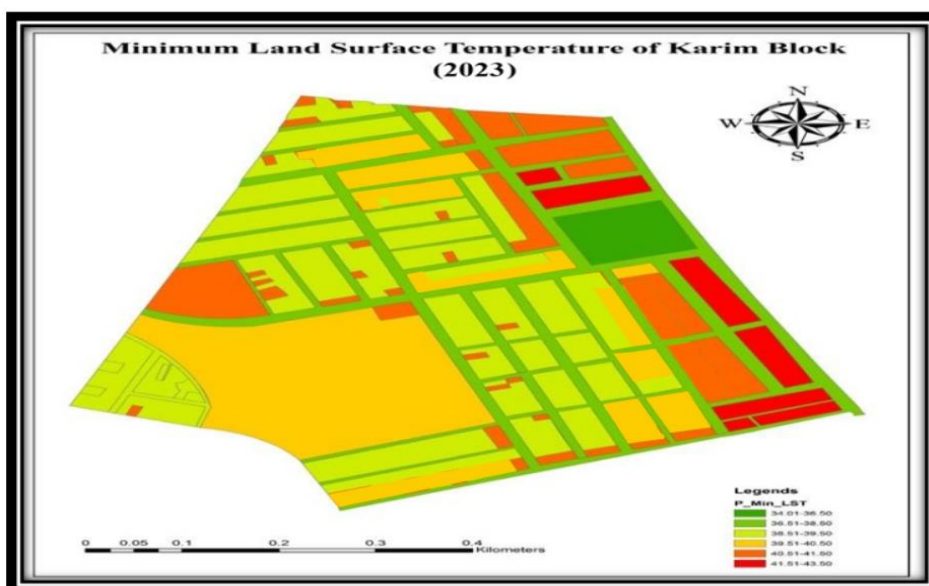 Minimum Land Surface Temperature of Karim Block
(2023)
N
W E
S
Legends
P_Min_LST
34.01-36.50
36.51-38.50
38.51-39.50
39.51-40.50
40.51-41.50
41.51-43.50
0 0.05 0.1 0.2 0.3 0.4
Kilometers